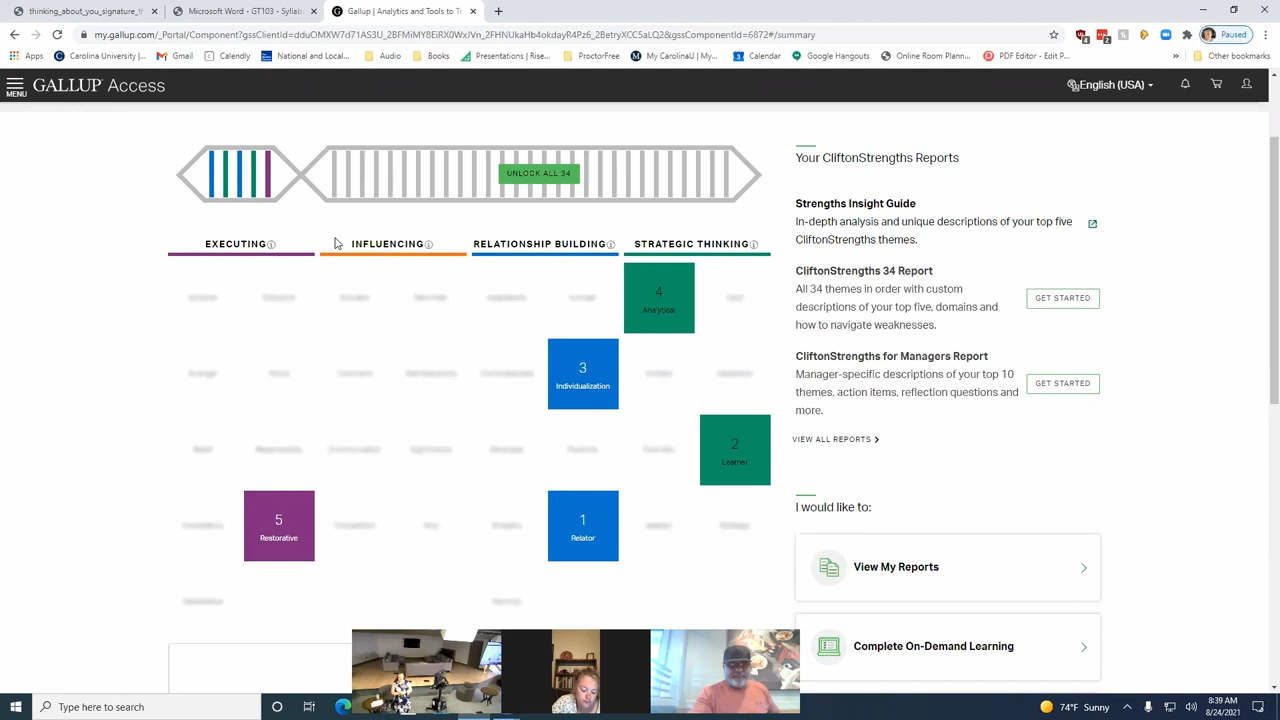 thinking_about_you_signature_th
Microsoft Word - GT103 - Syllab
Gallup | Analytics and Tools to Tr
my.gallup.com/_Portal/Component?gssClientId=dduOMXW7d71AS3U_2BFMiMY8EiRX0WxJVn_2FHNUkaHb4okdayR4Pz6_2BetryXCC5aLQ2&gssComponentId=6872#/summary
Paused
Apps
Carolina University |...
Gmail
Calendly
National and Local...
Audio
Books
Presentations | Rise...
ProctorFree
My CarolinaU | My...
Calendar
Google Hangouts
Online Room Plann...
PDF Editor - Edit P...
»
Other bookmarks
MENU
GALLUP Access
English (USA)
UNLOCK ALL 34
EXECUTING
INFLUENCING
RELATIONSHIP BUILDING
STRATEGIC THINKING
4
Analytical
3
Individualization
2
Learner
5
Restorative
1
Relator
Your CliftonStrengths Reports
Strengths Insight Guide
In-depth analysis and unique descriptions of your top five
CliftonStrengths themes.
CliftonStrengths 34 Report
All 34 themes in order with custom
descriptions of your top five, domains and
how to navigate weaknesses.
GET STARTED
CliftonStrengths for Managers Report
Manager-specific descriptions of your top 10
themes, action items, reflection questions and
more.
GET STARTED
VIEW ALL REPORTS
I would like to:
View My Reports
Complete On-Demand Learning
Type here to search
74°F Sunny
8:39 AM
8/24/2021